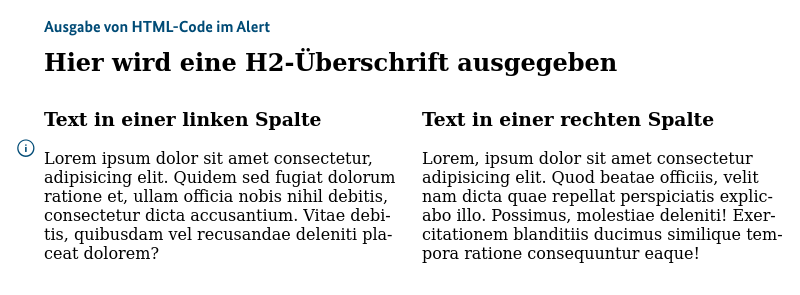 Ausgabe von HTML-Code im Alert
Hier wird eine H2-Überschrift ausgegeben
Text in einer linken Spalte
Lorem ipsum dolor sit amet consectetur,
adipisicing elit. Quidem sed fugiat dolorum
ratione et, ullam officia nobis nihil debitis,
consectetur dicta accusantium. Vitae debi-
tis, quibusdam vel recusandae deleniti pla-
ceat dolorem?
Text in einer rechten Spalte
Lorem, ipsum dolor sit amet consectetur
adipisicing elit. Quod beatae officiis, velit
nam dicta quae repellat perspiciatis explic-
abo illo. Possimus, molestiae deleniti! Exer-
citationem blanditiis ducimus similique tem-
pora ratione consequuntur eaque!